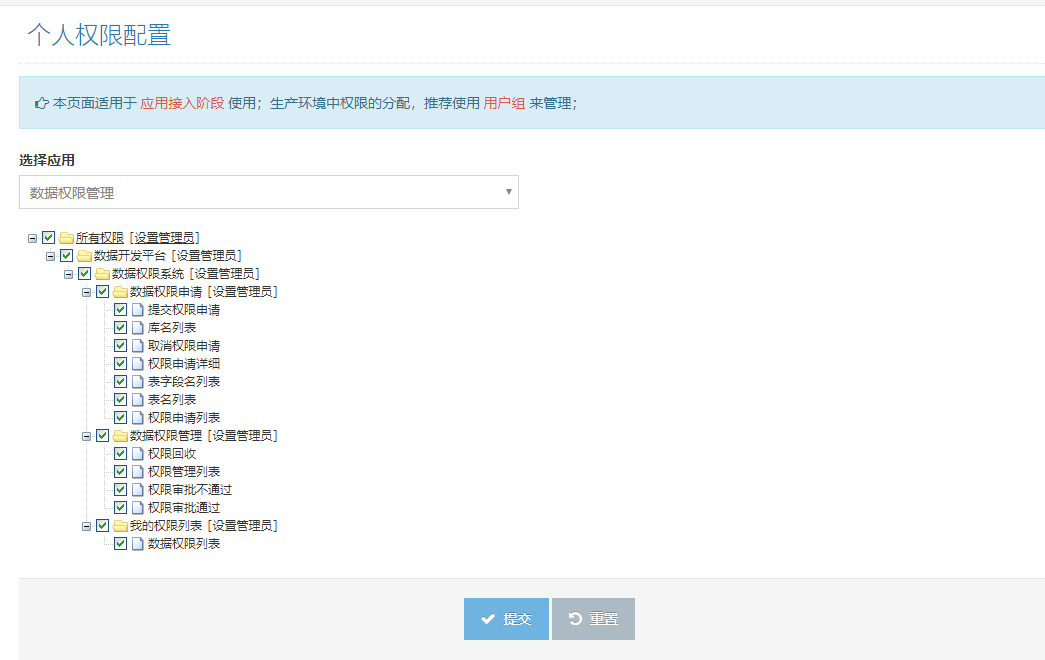 个人权限配置
本页面适用于 应用接入阶段 使用；生产环境中权限的分配，推荐使用 用户组 来管理；
选择应用
数据权限管理
所有权限 [设置管理员]
数据开发平台 [设置管理员]
数据权限系统 [设置管理员]
数据权限申请 [设置管理员]
提交权限申请
库名列表
取消权限申请
权限申请详细
表字段名列表
表名列表
权限申请列表
数据权限管理 [设置管理员]
权限回收
权限管理列表
权限审批不通过
权限审批通过
我的权限列表 [设置管理员]
数据权限列表
提交 重置